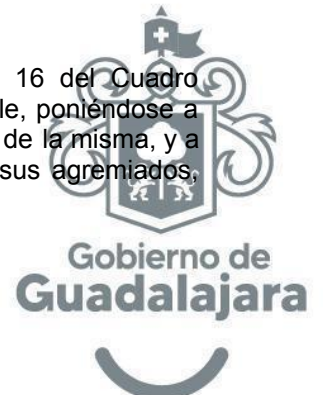 16 del Cuadro
le, poniéndose a
de la misma, y a
sus agremiados,
Gobierno de
Guadalajara